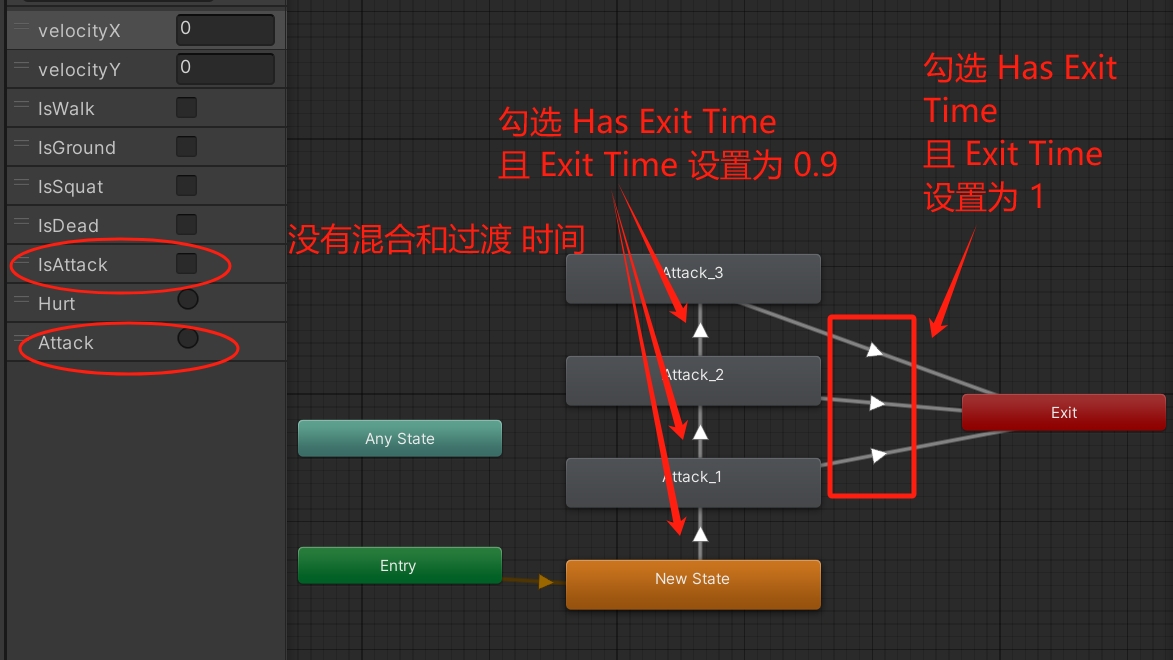 velocityX 0
velocityY 0
IsWalk
IsGround
IsSquat
IsDead
IsAttack
Hurt
Attack
勾选 Has Exit Time
且 Exit Time 设置为 0.9
勾选 Has Exit
Time
且 Exit Time
设置为 1
没有混合和过渡 时间
Attack_3
Attack_2
Exit
Any State
Attack_1
Entry
New State